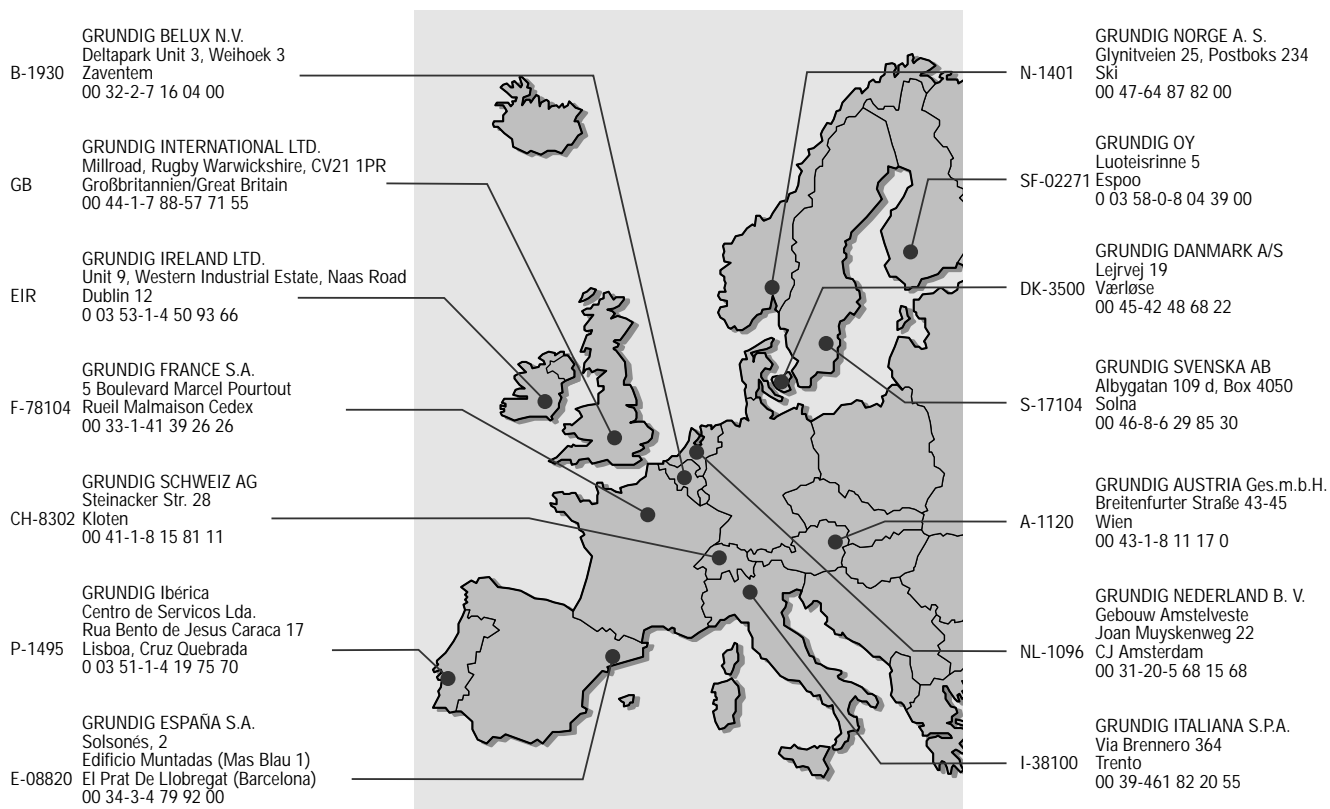 GRUNDIG BELUX N.V.
Deltapark Unit 3, Weihoek 3
B-1930 Zaventem
00 32-2-7 16 04 00
GRUNDIG INTERNATIONAL LTD.
Millroad, Rugby Warwickshire, CV21 1PR
GB Großbritannien/Great Britain
00 44-1-7 88-57 71 55
GRUNDIG IRELAND LTD.
Unit 9, Western Industrial Estate, Naas Road
EIR Dublin 12
0 03 53-1-4 50 93 66
GRUNDIG FRANCE S.A.
5 Boulevard Marcel Pourtout
F-78104 Rueil Malmaison Cedex
00 33-1-41 39 26 26
GRUNDIG SCHWEIZ AG
Steinacker Str. 28
CH-8302 Kloten
00 41-1-8 15 81 11
GRUNDIG Ibérica
Centro de Servicos Lda.
Rua Bento de Jesus Caraca 17
P-1495 Lisboa, Cruz Quebrada
0 03 51-1-4 19 75 70
GRUNDIG ESPAÑA S.A.
Solsonés, 2
Edificio Muntadas (Mas Blau 1)
E-08820 El Prat De Llobregat (Barcelona)
00 34-3-4 79 92 00
GRUNDIG NORGE A. S.
Glynitveien 25, Postboks 234
N-1401 Ski
00 47-64 87 82 00
GRUNDIG OY
Luoteisrinne 5
SF-02271 Espoo
0 03 58-0-8 04 39 00
GRUNDIG DANMARK A/S
Lejrvej 19
DK-3500 Værløse
00 45-42 48 68 22
GRUNDIG SVENSKA AB
Albygatan 109 d, Box 4050
S-17104 Solna
00 46-8-6 29 85 30
GRUNDIG AUSTRIA Ges.m.b.H.
Breitenfurter Straße 43-45
A-1120 Wien
00 43-1-8 11 17 0
GRUNDIG NEDERLAND B. V.
Gebouw Amstelveste
Joan Muyskenweg 22
NL-1096 CJ Amsterdam
00 31-20-5 68 15 68
GRUNDIG ITALIANA S.P.A.
Via Brennero 364
I-38100 Trento
00 39-461 82 20 55